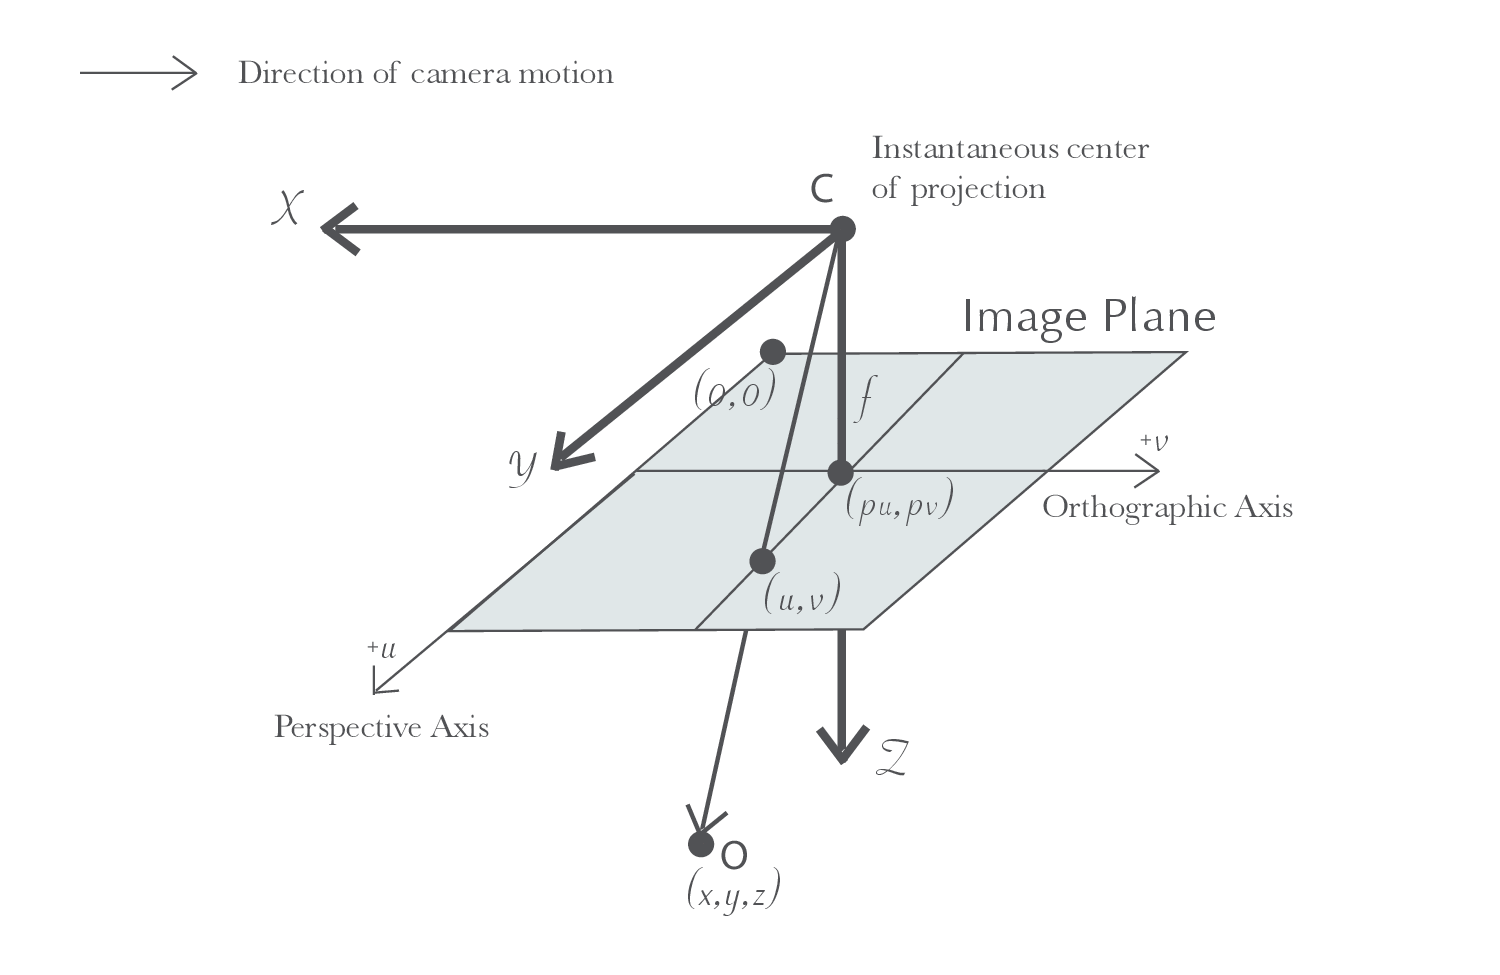 Direction of camera motion
Instantaneous center
of projection
C
X
Image Plane
(0,0)
f
+v
y
(pu,pv)
Orthographic Axis
(u,v)
+u
Perspective Axis
Z
O
(x,y,z)